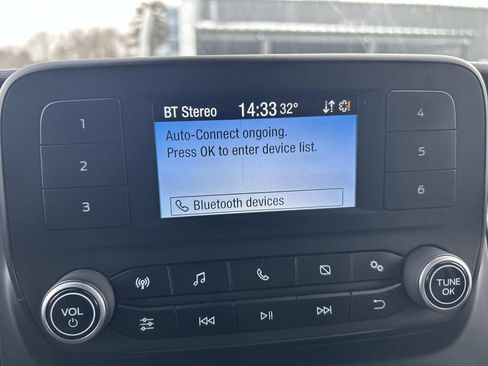 BT Stereo 14:33 32°
Auto-Connect ongoing.
Press OK to enter device list.
Bluetooth devices
1
2
3
4
5
6
VOL
TUNE
OK